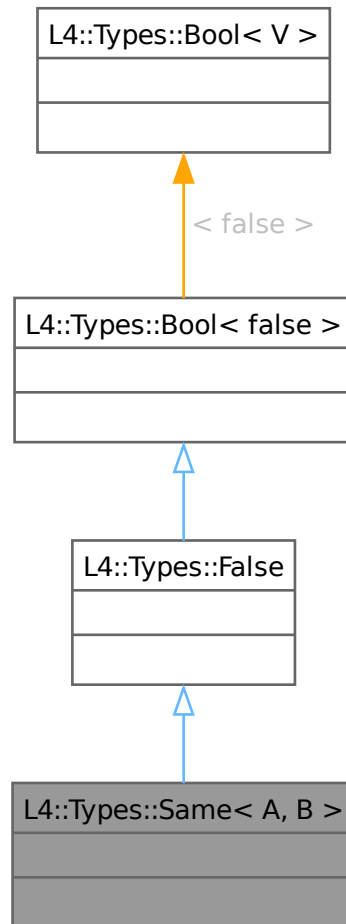 L4::Types::Bool< V >
< false >
L4::Types::Bool< false >
L4::Types::False
L4::Types::Same< A, B >